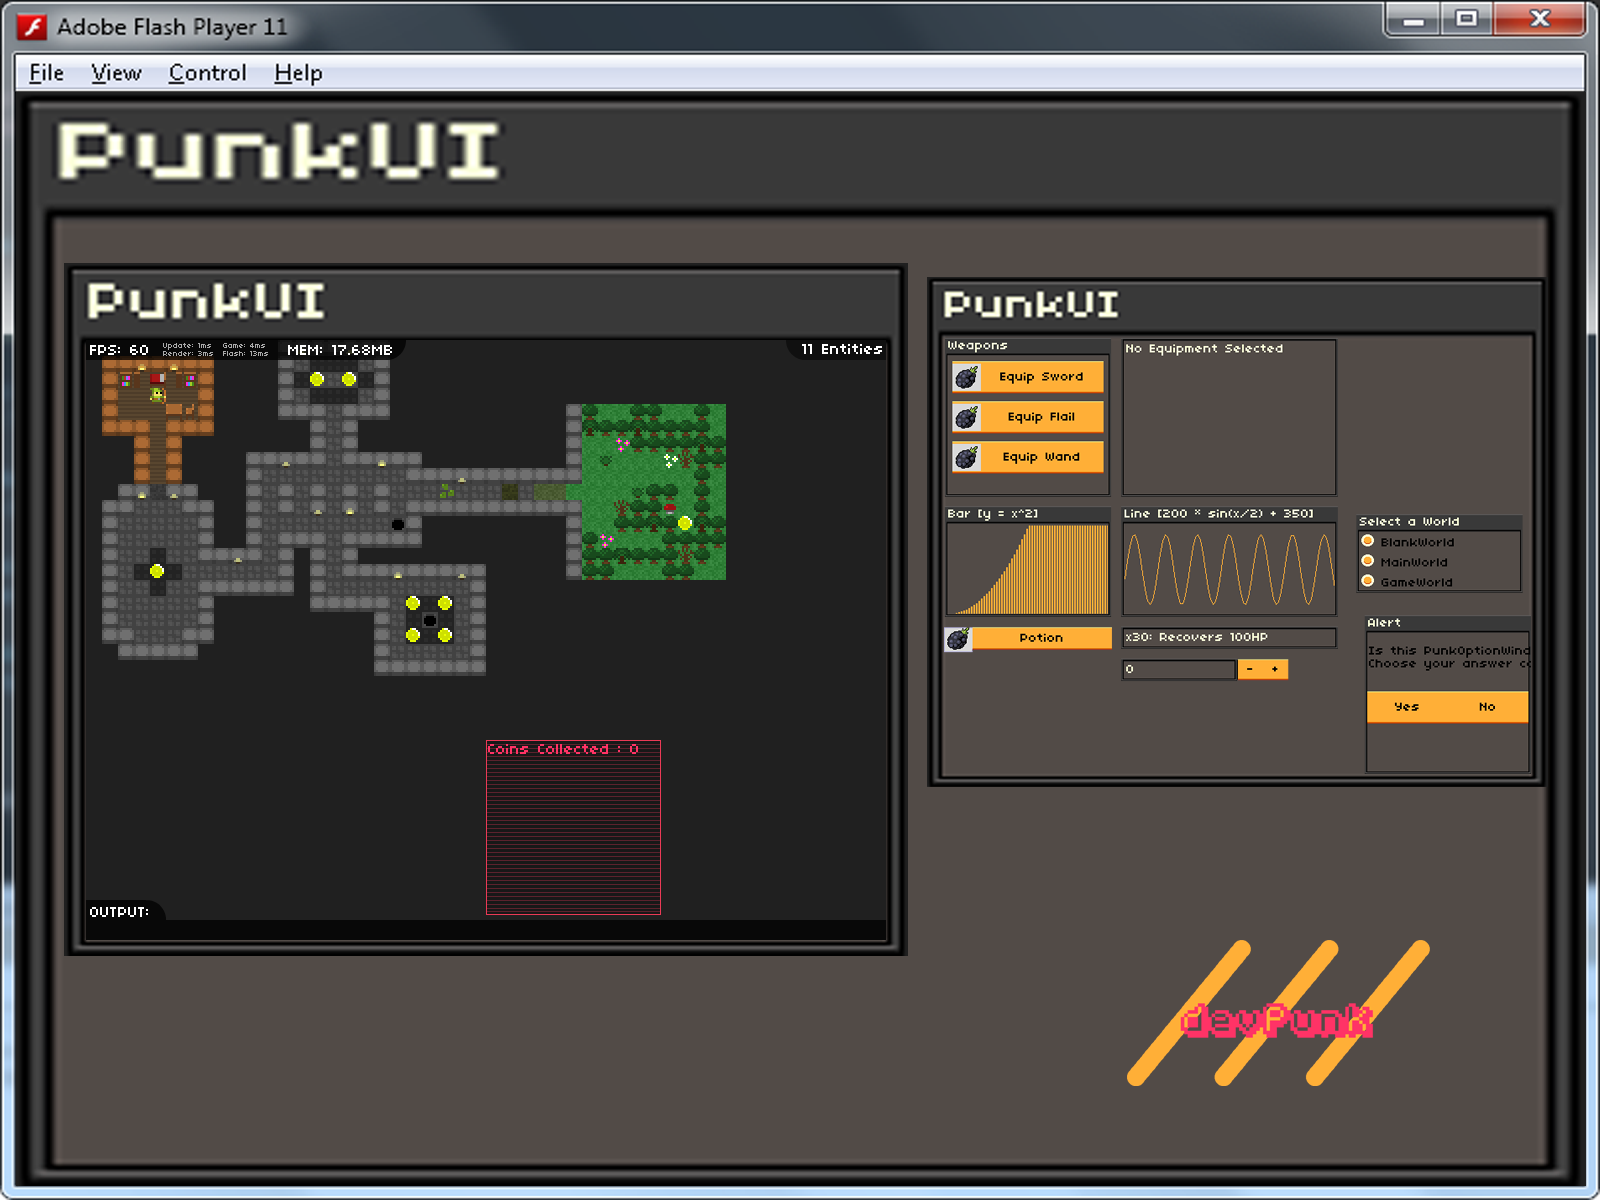 Adobe Flash Player 11
File View Control Help
PunkUI
PunkUI
FPS: 60
Update: 1ms
Render: 3ms
Game: 4ms
Flash: 13ms
MEM: 17.68MB
11 Entities
Coins Collected : 0
OUTPUT:
PunkUI
Weapons
Equip Sword
Equip Flail
Equip Wand
No Equipment Selected
Bar [y = x^2]
Line [200 * sin(x/2) + 350]
Select a World
BlankWorld
MainWorld
GameWorld
Potion
x30: Recovers 100HP
0
- +
Alert
Is this PunkOptionWind
Choose your answer c
Yes No
devPunk